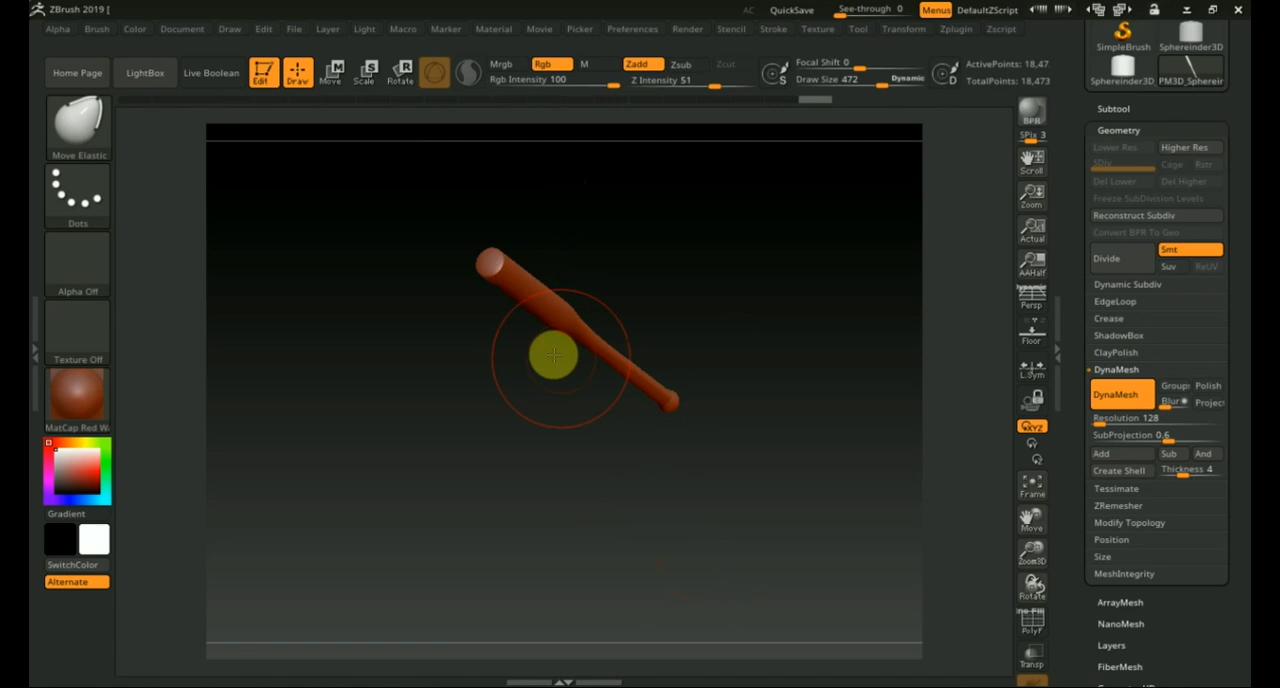 ZBrush 2019 [
AC QuickSave See-through 0 Menus DefaultZScript
Alpha Brush Color Document Draw Edit File Layer Light Macro Marker Material Movie Picker Preferences Render Stencil Stroke Texture Tool Transform Zplugin Zscript
Home Page LightBox Live Boolean Edit Draw Move Scale Rotate
Mrgb Rgb M Zadd Zsub Zcut
Rgb Intensity 100 Z Intensity 51
Focal Shift 0
Draw Size 472 Dynamic
ActivePoints: 18,47
TotalPoints: 18,473
Move Elastic
Dots
Alpha Off
Texture Off
MatCap Red Wa
Gradient
SwitchColor
Alternate
BPR
SPix 3
Scroll
Zoom
Actual
AAHalf
Dynamic
Persp
Floor
L.Sym
XYZ
Frame
Move
Zoom3D
Rotate
PolyF
Transp
SimpleBrush Sphereinder3D
Sphereinder3D PM3D_Spherein
Subtool
Geometry
Lower Res Higher Res
SDiv Cage Rstr
Del Lower Del Higher
Freeze SubDivision Levels
Reconstruct Subdiv
Convert BPR To Geo
Divide Smt
Suv ReUV
Dynamic Subdiv
EdgeLoop
Crease
ShadowBox
ClayPolish
DynaMesh
DynaMesh Groups Polish
Blur Projec
Resolution 128
SubProjection 0.6
Add Sub And
Create Shell Thickness 4
Tessimate
ZRemesher
Modify Topology
Position
Size
MeshIntegrity
ArrayMesh
NanoMesh
Layers
FiberMesh